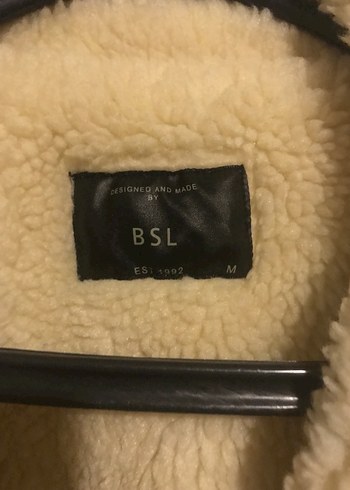 DESIGNED AND MADE
BY
BSL
EST 1992 M